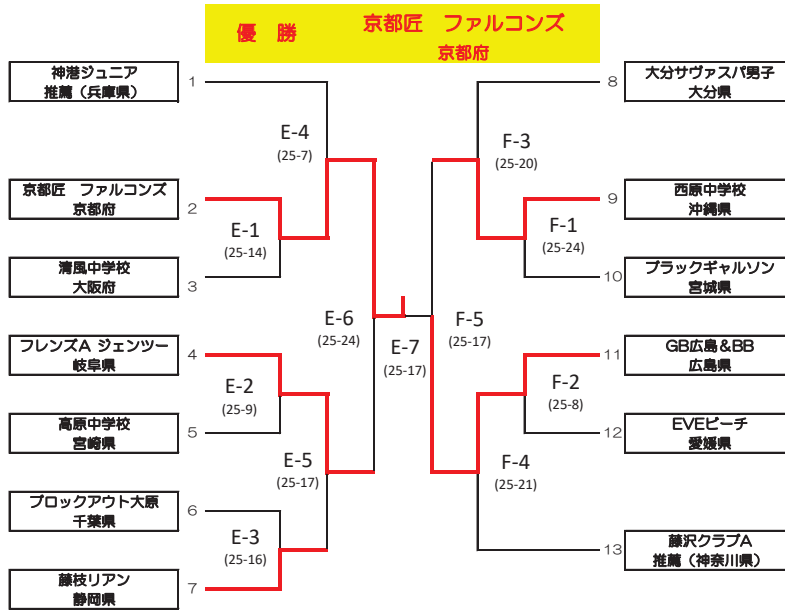 優 勝 京都匠 ファルコンズ
京都府
神港ジュニア
推薦（兵庫県）
1
京都匠 ファルコンズ
京都府
2
清風中学校
大阪府
3
フレンズA ジェンツー
岐阜県
4
高原中学校
宮崎県
5
ブロックアウト大原
千葉県
6
藤枝リアン
静岡県
7
E-4
(25-7)
E-1
(25-14)
E-2
(25-9)
E-3
(25-16)
E-5
(25-17)
E-6
(25-24)
E-7
(25-17)
F-5
(25-17)
F-3
(25-20)
F-1
(25-24)
F-2
(25-8)
F-4
(25-21)
8
大分サヴァスパ男子
大分県
9
西原中学校
沖縄県
10
ブラックギャルソン
宮城県
11
GB広島＆BB
広島県
12
EVEビーチ
愛媛県
13
藤沢クラブA
推薦（神奈川県）